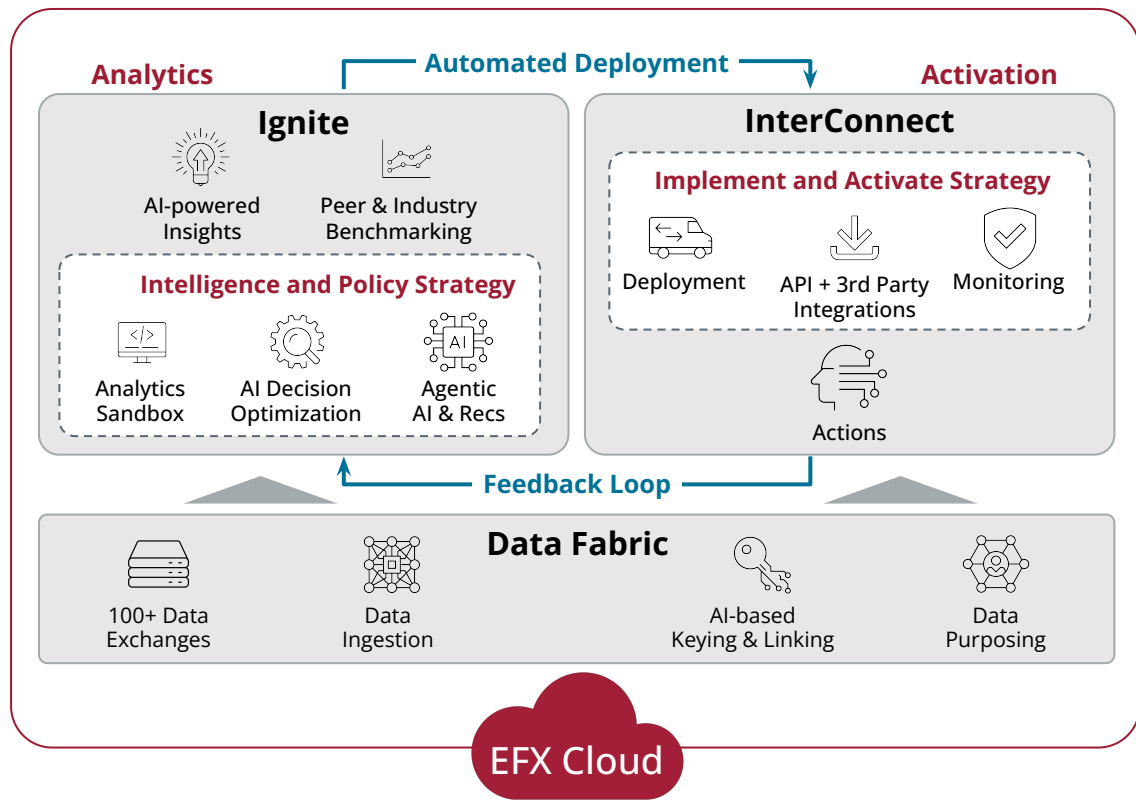 Automated Deployment
Analytics
Activation
Ignite
AI-powered
Insights
Peer & Industry
Benchmarking
Intelligence and Policy Strategy
</>
Analytics
Sandbox
AI Decision
Optimization
AI
Agentic
AI & Recs
InterConnect
Implement and Activate Strategy
Deployment
API + 3rd Party
Integrations
Monitoring
Actions
Feedback Loop
Data Fabric
100+ Data
Exchanges
Data
Ingestion
AI-based
Keying & Linking
Data
Purposing
EFX Cloud